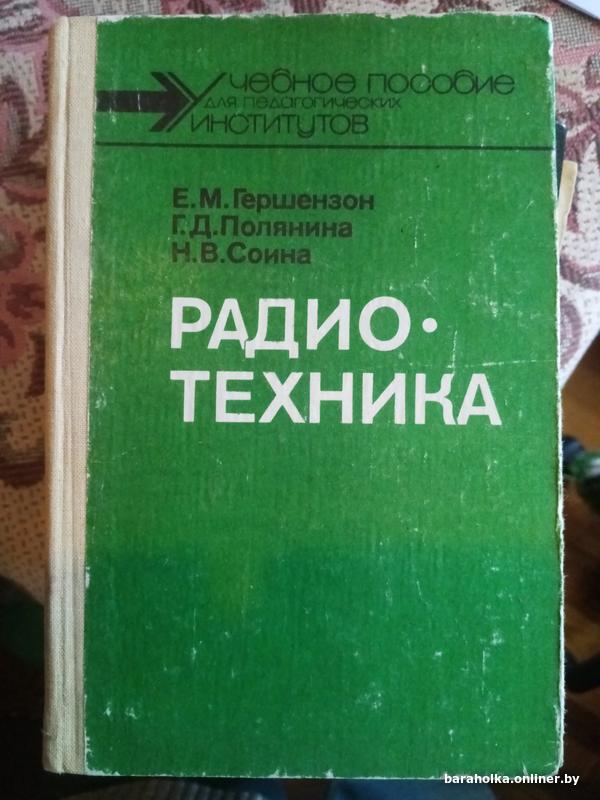 Учебное пособие
для педагогических
институтов
Е.М.Гершензон
Г.Д.Полянина
Н.В.Соина
РАДИО·
ТЕХНИКА
baraholka.onliner.by